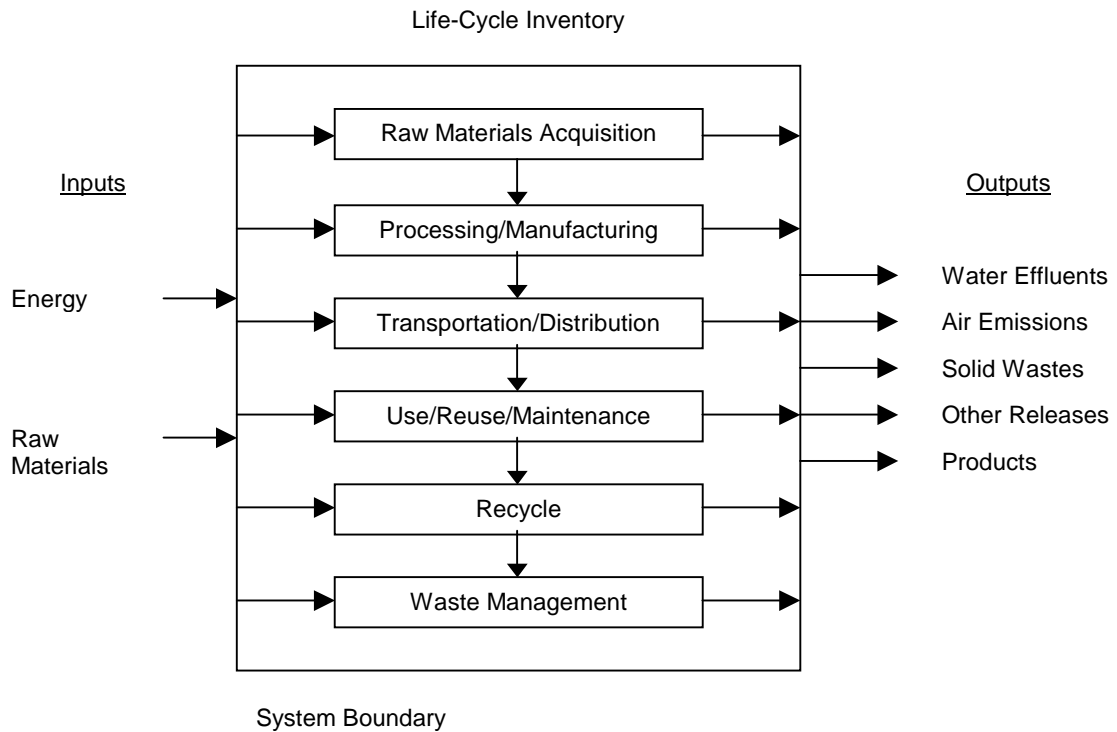 Life-Cycle Inventory
Inputs
Energy
Raw
Materials
Raw Materials Acquisition
Processing/Manufacturing
Transportation/Distribution
Use/Reuse/Maintenance
Recycle
Waste Management
Outputs
Water Effluents
Air Emissions
Solid Wastes
Other Releases
Products
System Boundary